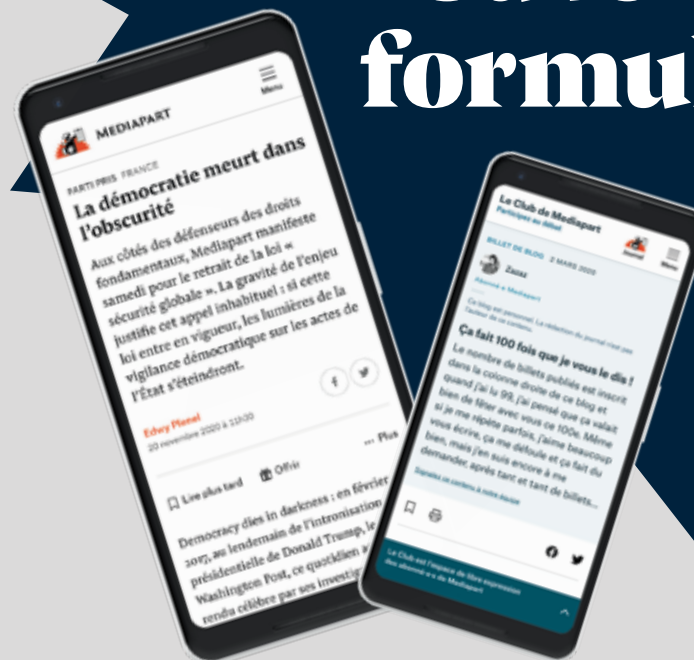 formu
MEDIAPART
Menu
PARTI PRIS FRANCE
La démocratie meurt dans
l'obscurité
Aux côtés des défenseurs des droits
fondamentaux, Mediapart manifeste
samedi pour le retrait de la loi «
sécurité globale ». La gravité de l'enjeu
justifie cet appel inhabituel : si cette
loi entre en vigueur, les lumières de la
vigilance démocratique sur les actes de
l'État s'éteindront.
Edwy Plenel
20 novembre 2020 à 11h20
... Plus
Lire plus tard
Offrir
Democracy dies in darkness : en février
2017, au lendemain de l'intronisation
présidentielle de Donald Trump, le
Washington Post, ce quotidien a
rendu célèbre par ses investig
Le Club de Mediapart
Participez au débat
Journal
Menu
BILLET DE BLOG 2 MARS 2020
Zazaz
Abonné·e Mediapart
Ce blog est personnel. La rédaction du journal n'est pas
l'auteur de ce contenu.
Ça fait 100 fois que je vous le dis !
Le nombre de billets publiés est inscrit
dans la colonne droite de ce blog et
quand j'ai lu 99, j'ai pensé que ça valait
bien de fêter avec vous ce 100e. Même
si je me répète parfois, j'aime beaucoup
vous écrire, ça me défoule et ça fait du
bien, mais j'en suis encore à me
demander, après tant et tant de billets...
Signalez ce contenu à notre équipe
Le Club est l'espace de libre expression
des abonné·e·s de Mediapart